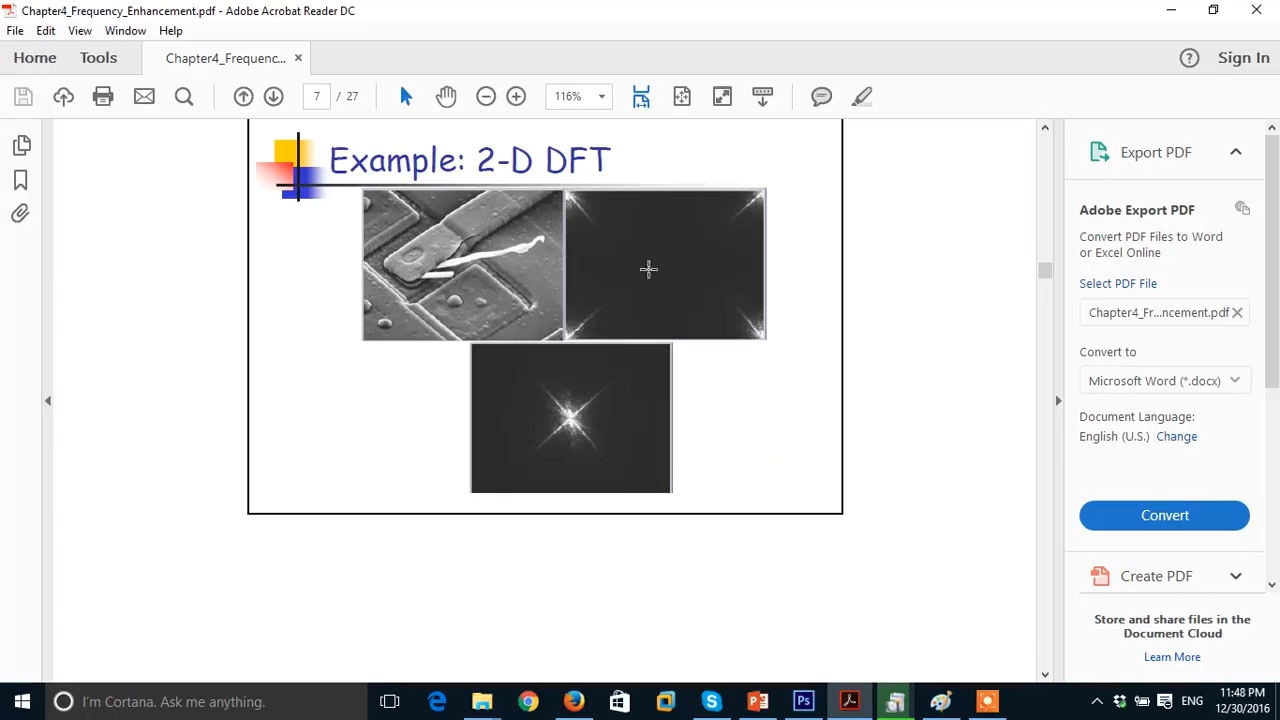 Chapter4_Frequency_Enhancement.pdf - Adobe Acrobat Reader DC
File Edit View Window Help
Home Tools Chapter4_Frequenc... Sign In
7 / 27 116%
Example: 2-D DFT
Export PDF
Adobe Export PDF
Convert PDF Files to Word
or Excel Online
Select PDF File
Chapter4_Fr...ncement.pdf
Convert to
Microsoft Word (*.docx)
Document Language:
English (U.S.) Change
Convert
Create PDF
Store and share files in the
Document Cloud
Learn More
I'm Cortana. Ask me anything.
ENG
11:48 PM
12/30/2016